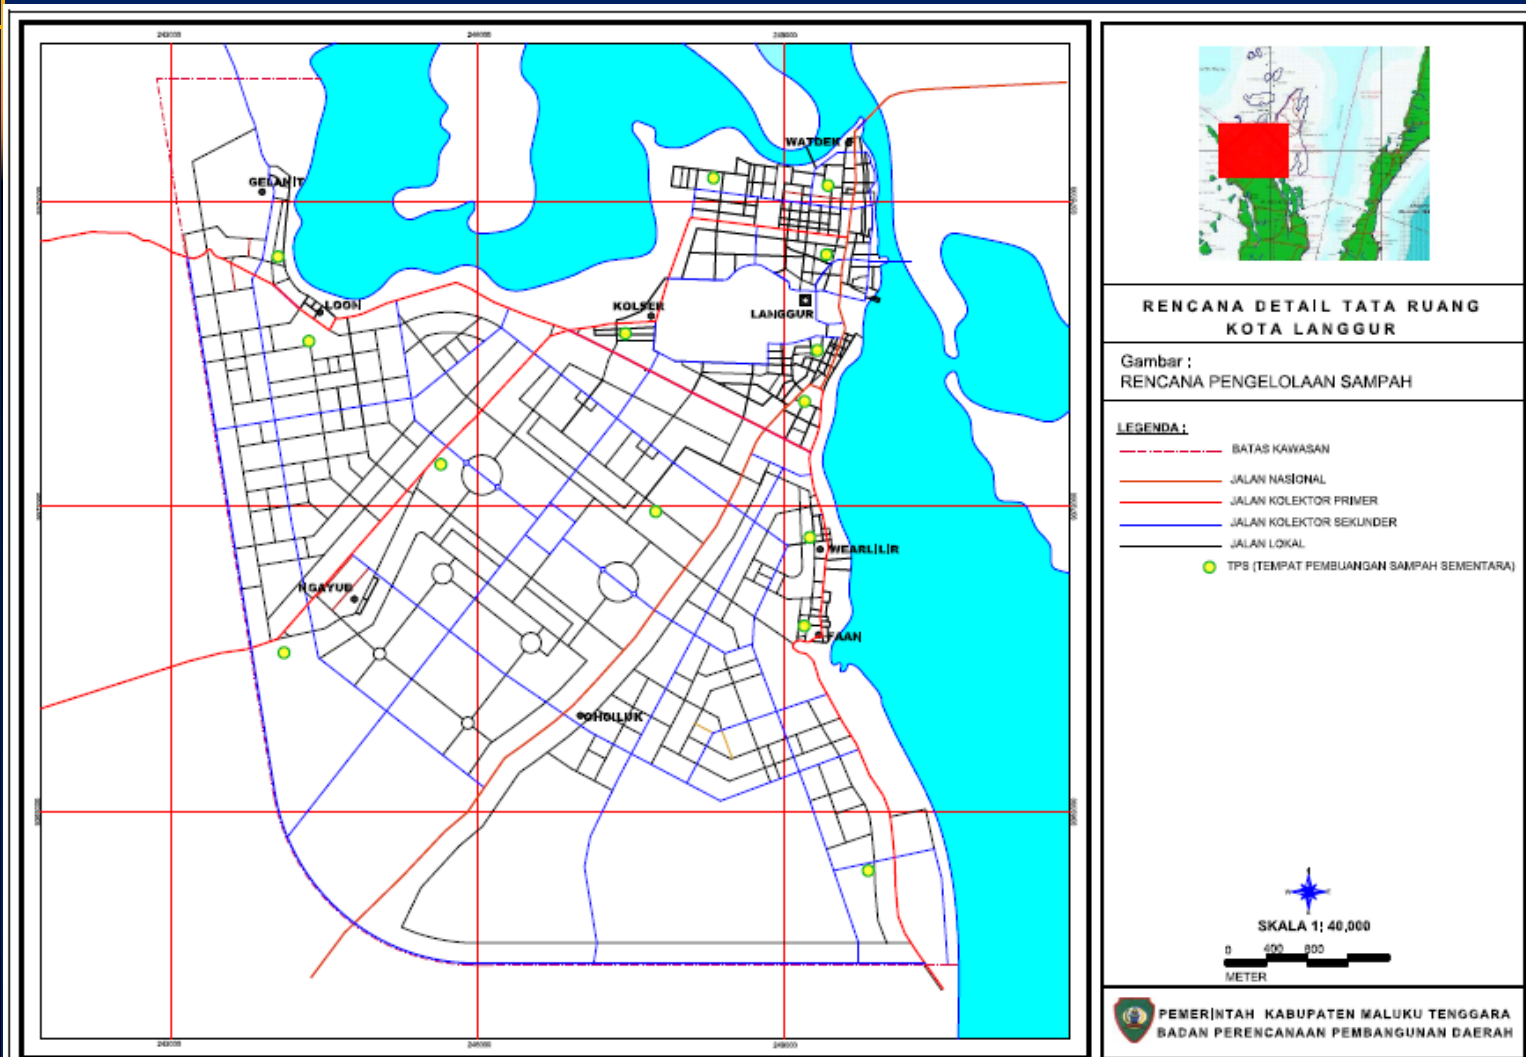 WATDEK
GELANIT
LOON
KOLSER
LANGGUR
NGAYUB
WEARLILIR
FAAN
OHOILUK
RENCANA DETAIL TATA RUANG
KOTA LANGGUR
Gambar :
RENCANA PENGELOLAAN SAMPAH
LEGENDA :
BATAS KAWASAN
JALAN NASIONAL
JALAN KOLEKTOR PRIMER
JALAN KOLEKTOR SEKUNDER
JALAN LOKAL
TPS (TEMPAT PEMBUANGAN SAMPAH SEMENTARA)
SKALA 1: 40,000
0 400 800
METER
PEMERINTAH KABUPATEN MALUKU TENGGARA
BADAN PERENCANAAN PEMBANGUNAN DAERAH